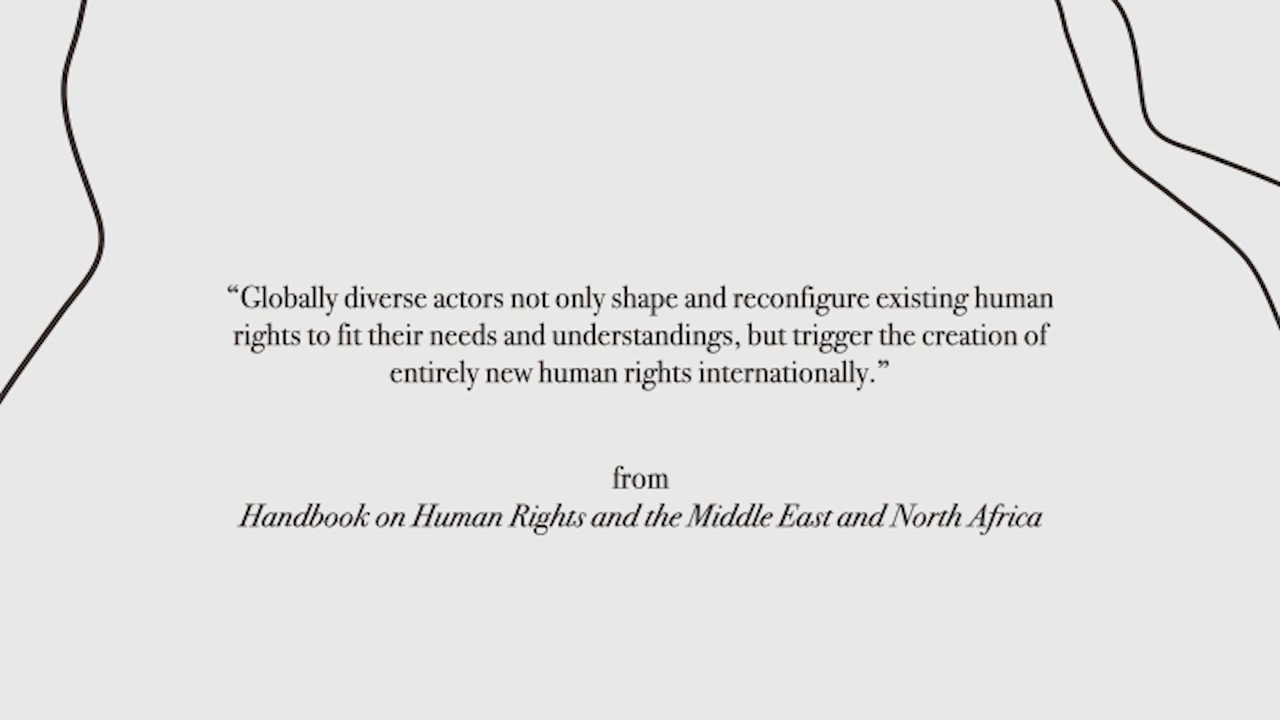 “Globally diverse actors not only shape and reconfigure existing human
rights to fit their needs and understandings, but trigger the creation of
entirely new human rights internationally.”
from
Handbook on Human Rights and the Middle East and North Africa